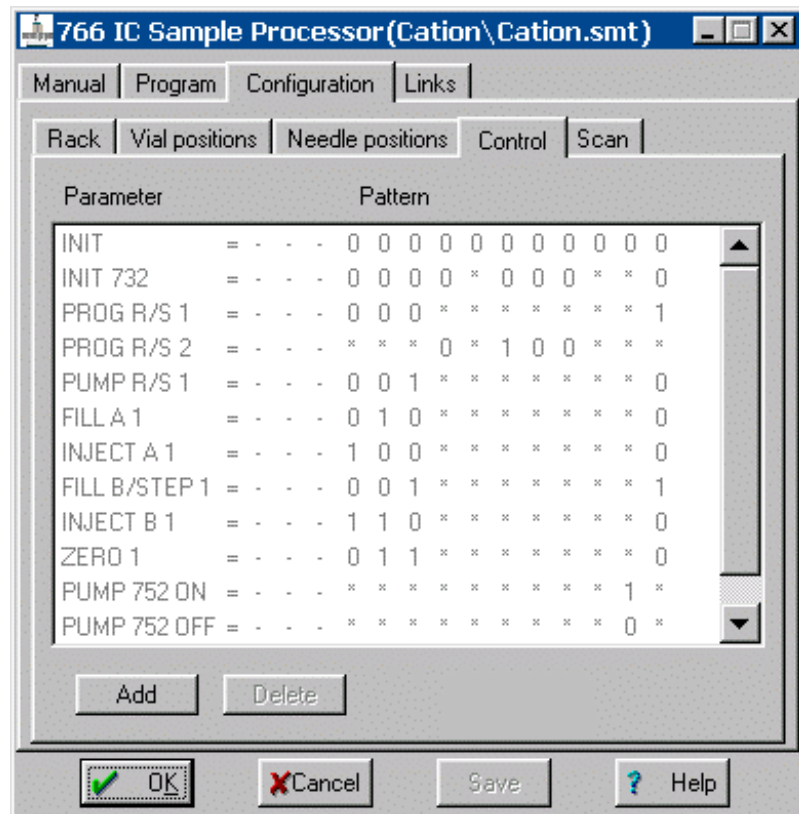 766 IC Sample Processor(Cation\Cation.smt)
Manual Program Configuration Links
Rack Vial positions Needle positions Control Scan
Parameter Pattern
INIT = - - - 0 0 0 0 0 0 0 0 0 0 0
INIT 732 = - - - 0 0 0 0 * 0 0 0 * * 0
PROG R/S 1 = - - - 0 0 0 * * * * * * * 1
PROG R/S 2 = - - - * * * 0 * 1 0 0 * * *
PUMP R/S 1 = - - - 0 0 1 * * * * * * * 0
FILL A 1 = - - - 0 1 0 * * * * * * * 0
INJECT A 1 = - - - 1 0 0 * * * * * * * 0
FILL B/STEP 1 = - - - 0 0 1 * * * * * * * 1
INJECT B 1 = - - - 1 1 0 * * * * * * * 0
ZERO 1 = - - - 0 1 1 * * * * * * * 0
PUMP 752 ON = - - - * * * * * * * * * 1 *
PUMP 752 OFF = - - - * * * * * * * * * 0 *
Add Delete
OK Cancel Save ? Help